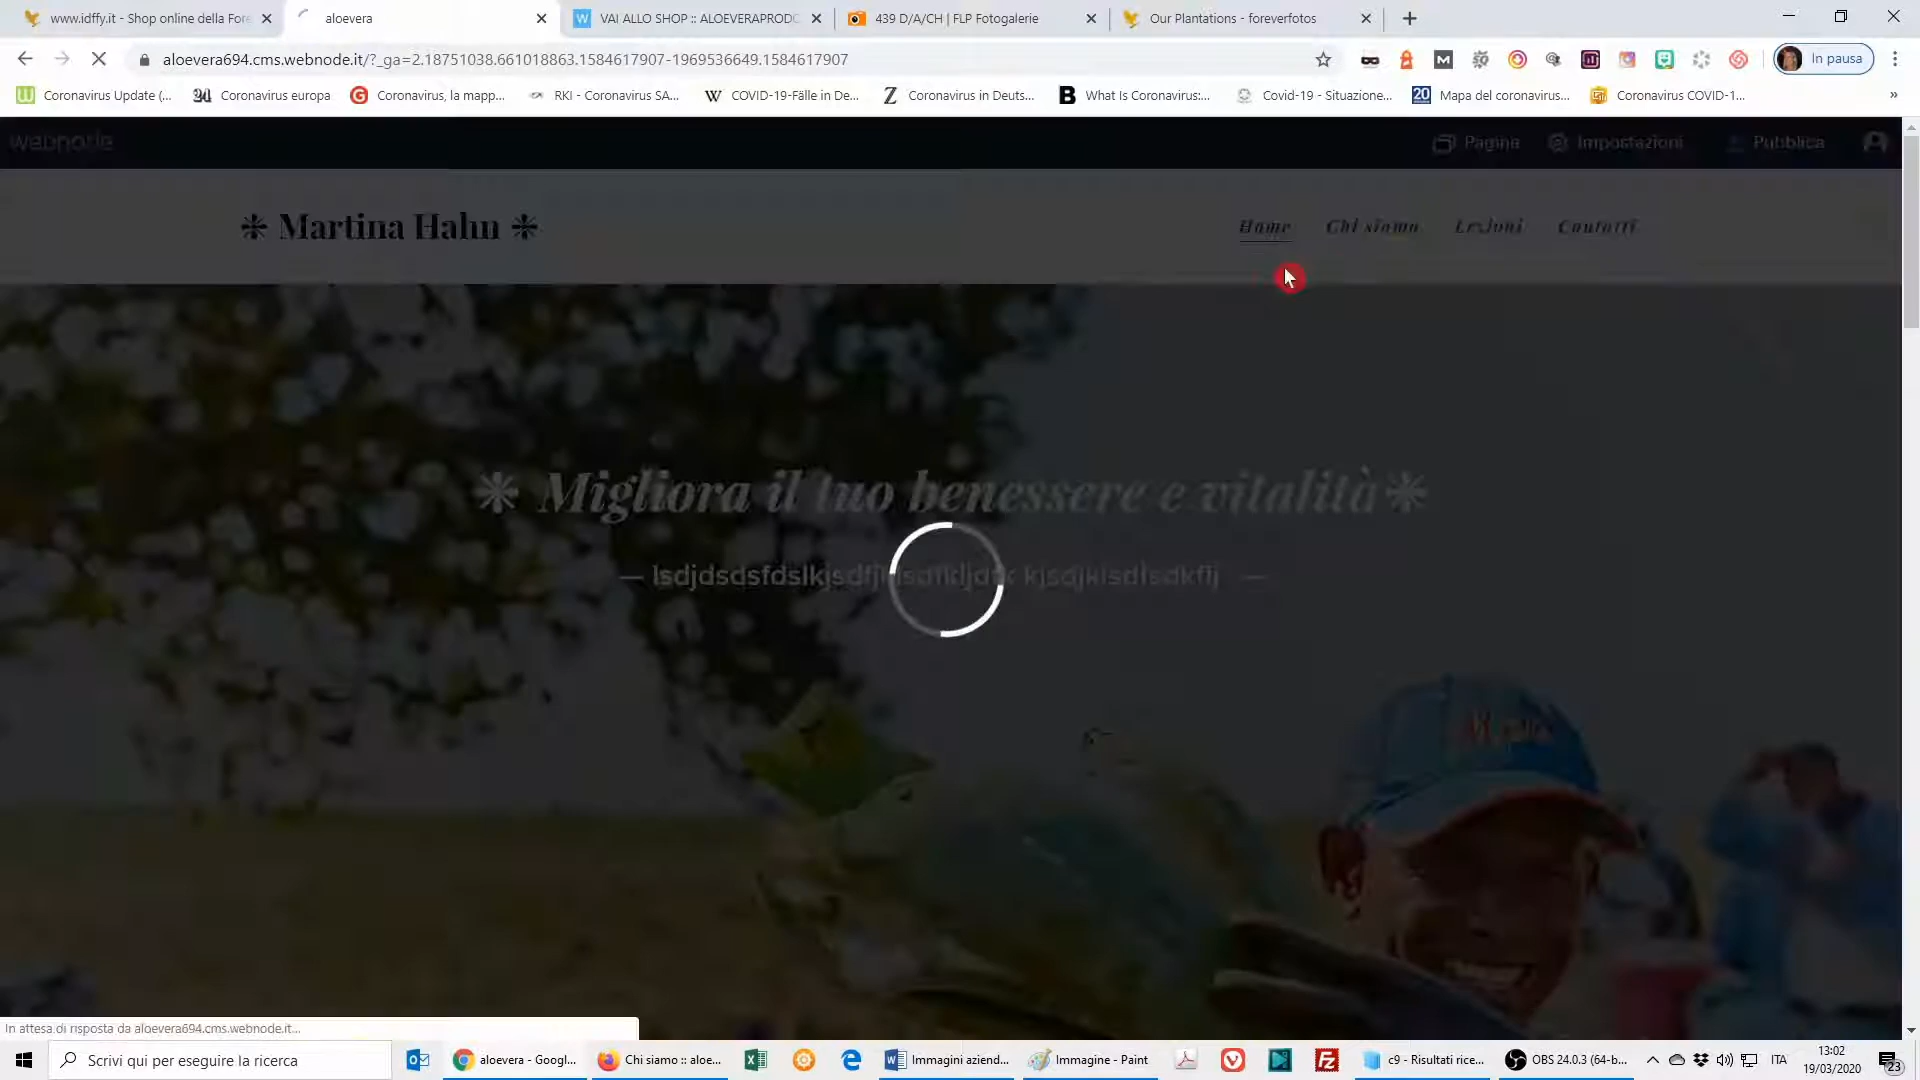 www.idffy.it - Shop online della Fore
aloevera
VAI ALLO SHOP :: ALOEVERAPRODO
439 D/A/CH | FLP Fotogalerie
Our Plantations - foreverfotos
aloevera694.cms.webnode.it/?_ga=2.18751038.661018863.1584617907-1969536649.1584617907
In pausa
Coronavirus Update (...
Coronavirus europa
Coronavirus, la mapp...
RKI - Coronavirus SA...
COVID-19-Fälle in De...
Coronavirus in Deuts...
What Is Coronavirus:...
Covid-19 - Situazione...
Mapa del coronavirus...
Coronavirus COVID-1...
webnode
Pagine
Impostazioni
Pubblica
❉ Martina Hahn ❉
Home
Chi siamo
Lezioni
Contatti
❉ Migliora il tuo benessere e vitalità❉
In attesa di risposta da aloevera694.cms.webnode.it...
Scrivi qui per eseguire la ricerca
aloevera - Googl...
Chi siamo :: aloe...
Immagini aziend...
Immagine - Paint
c9 - Risultati rice...
OBS 24.0.3 (64-b...
ITA
13:02
19/03/2020
23